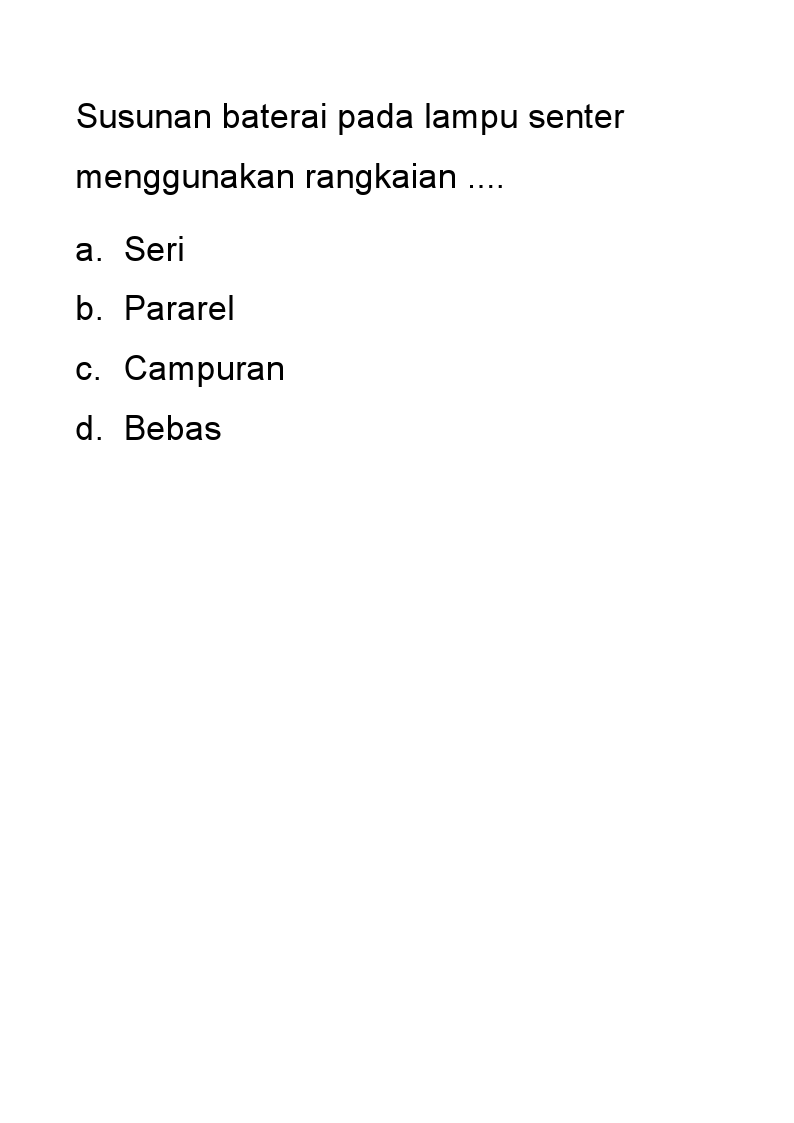 Susunan baterai pada lampu senter
menggunakan rangkaian ....
a. Seri
b. Pararel
c. Campuran
d. Bebas